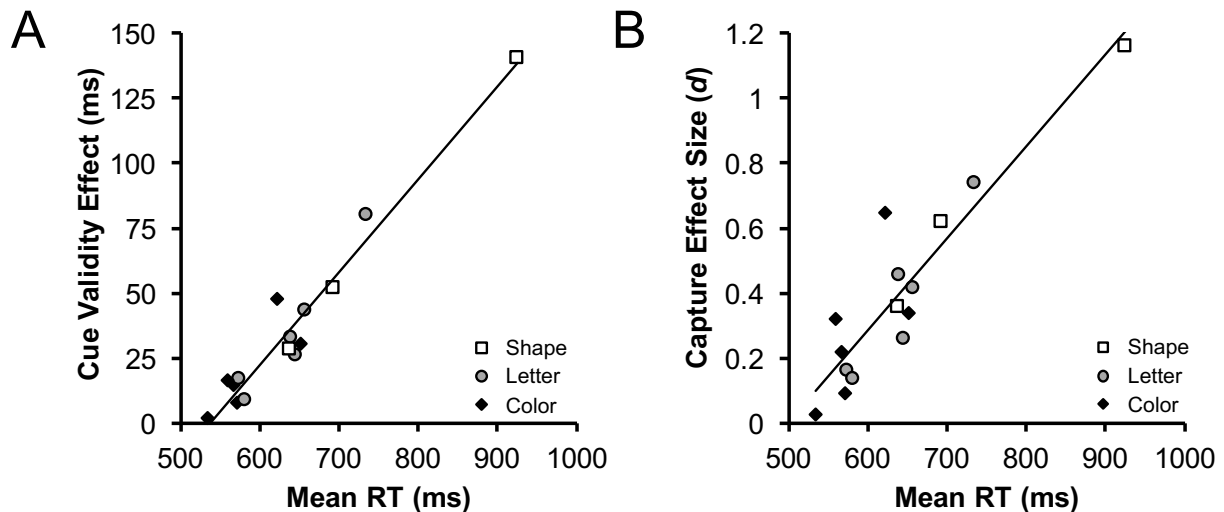 A
Cue Validity Effect (ms)
150
125
100
75
50
25
0
500 600 700 800 900 1000
Mean RT (ms)
Shape
Letter
Color
B
Capture Effect Size (d)
1.2
1
0.8
0.6
0.4
0.2
0
500 600 700 800 900 1000
Mean RT (ms)
Shape
Letter
Color